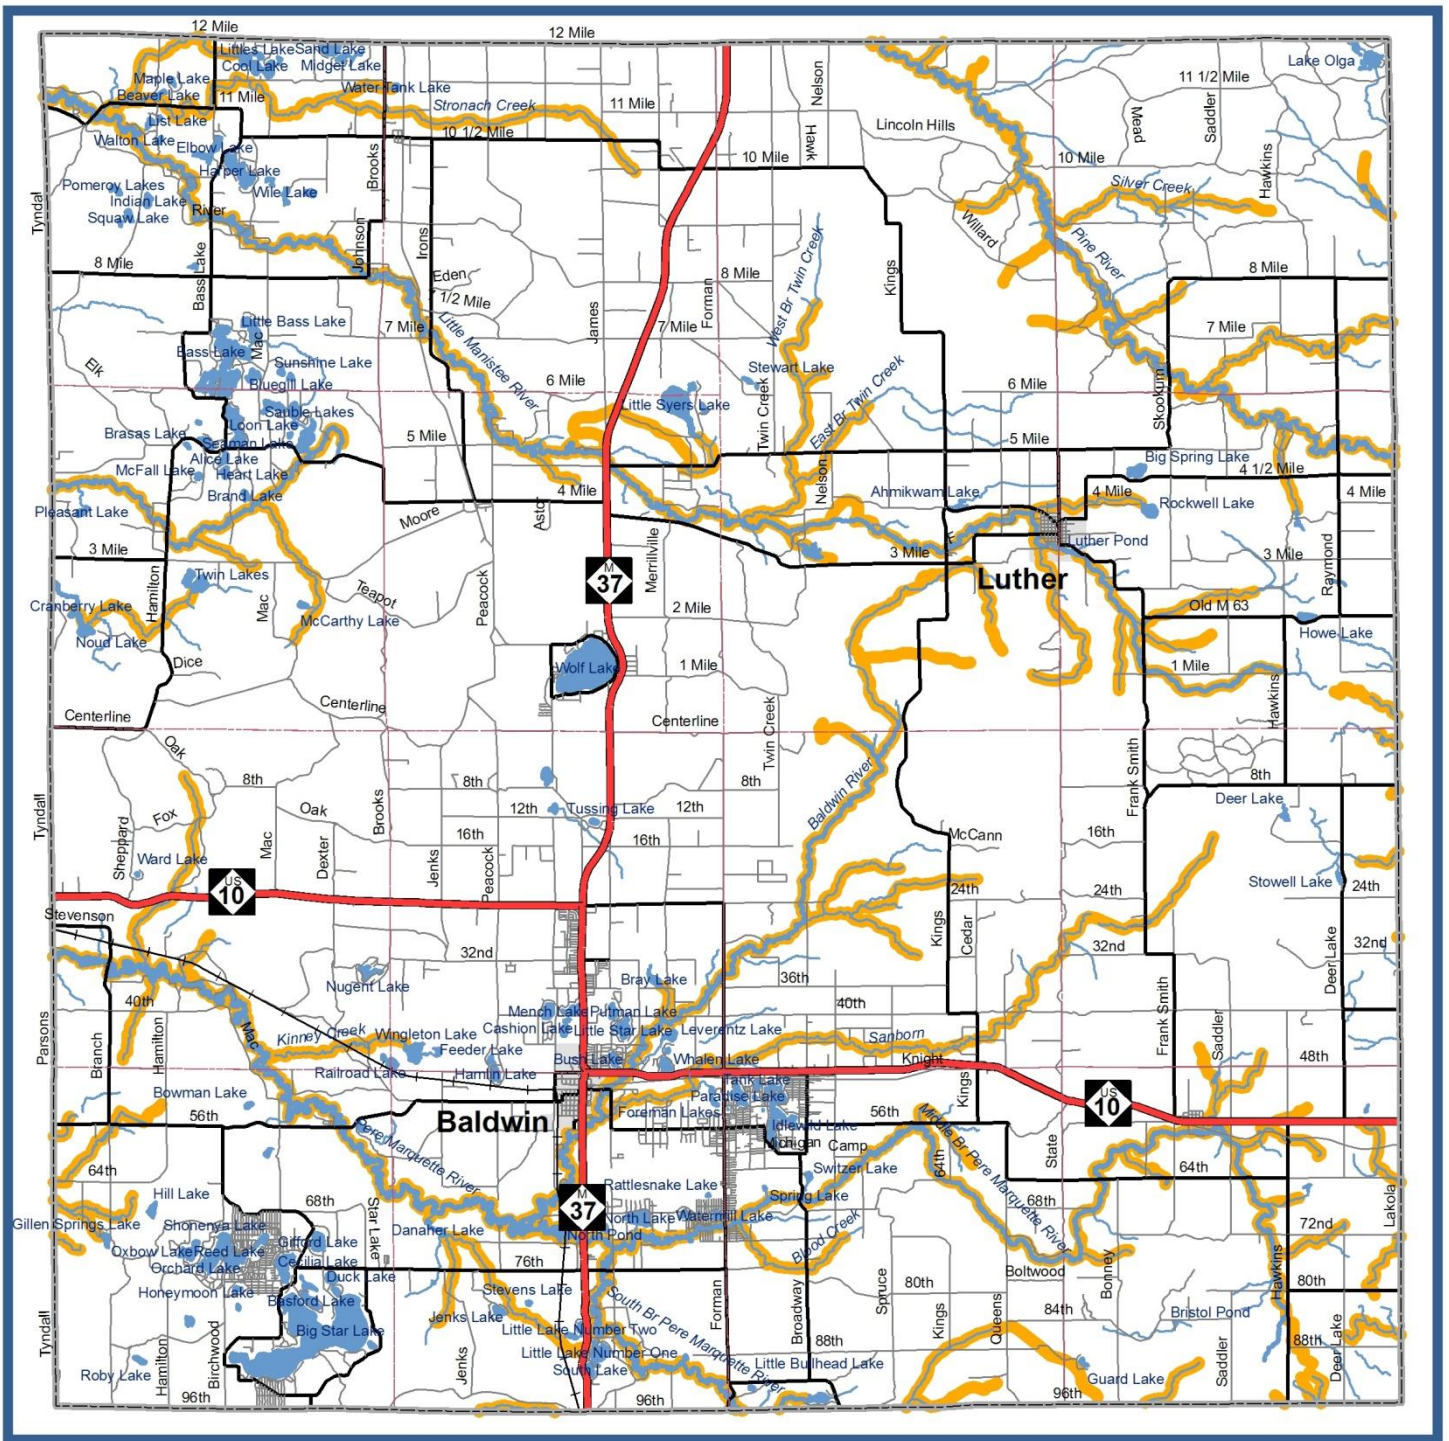 12 Mile
12 Mile
Littles Lake
Sand Lake
Cool Lake
Midget Lake
Lake Olga
Maple Lake
11 1/2 Mile
Nelson
Beaver Lake
11 Mile
Water Tank Lake
Stronach Creek
11 Mile
Mead
Saddler
List Lake
10 1/2 Mile
Lincoln Hills
Walton Lake
Elbow Lake
Brooks
10 Mile
Hawk
10 Mile
Hawkins
Harper Lake
Pomeroy Lakes
Wile Lake
Silver Creek
Indian Lake
Squaw Lake
River
Tyndal
Willard
Johnson
Irons
Pine River
8 Mile
Bass Lake
Eden
8 Mile
Kings
8 Mile
1/2 Mile
James
Forman
West Br Twin Creek
Little Bass Lake
7 Mile
Little Manistee River
7 Mile
7 Mile
Bass Lake
Mac
Sunshine Lake
Elk
Bluegill Lake
6 Mile
Stewart Lake
6 Mile
Skookum
Sauble Lakes
Little Syers Lake
Twin Creek
East Br Twin Creek
Loon Lake
Brasas Lake
Seaman Lake
5 Mile
5 Mile
Alice Lake
Big Spring Lake
McFall Lake
Heart Lake
4 1/2 Mile
Brand Lake
4 Mile
Nelson
Ahmikwam Lake
4 Mile
4 Mile
Pleasant Lake
Moore
Rockwell Lake
Luther Pond
3 Mile
3 Mile
3 Mile
Merrillville
M
37
Luther
Twin Lakes
Hamilton
Mac
Teapot
Peacock
Raymond
Cranberry Lake
2 Mile
Old M 63
Noud Lake
McCarthy Lake
Howe Lake
Dice
Wolf Lake
1 Mile
1 Mile
Centerline
Centerline
Centerline
Twin Creek
Hawkins
Oak
8th
8th
8th
8th
Baldwin River
Frank Smith
Tyndall
Fox
Oak
Brooks
12th
Tussing Lake
12th
Deer Lake
Sheppard
Mac
Dexter
16th
16th
McCann
16th
Ward Lake
Jenks
Peacock
US
10
24th
24th
Stowell Lake
24th
Stevenson
Kings
Cedar
32nd
32nd
32nd
Deer Lake
40th
Nugent Lake
Bray Lake
36th
40th
Frank Smith
Parsons
Branch
Hamilton
Mac
Kinney Creek
Wingleton Lake
Mench Lake
Putman Lake
Cashion Lake
Little Star Lake
Leverentz Lake
Sanborn
Saddler
Feeder Lake
Bush Lake
Whalen Lake
Knight
48th
Railroad Lake
Hamlin Lake
Tank Lake
Kings
Bowman Lake
Paradise Lake
US
10
56th
Baldwin
Foreman Lakes
56th
Idlewild Lake
Pere Marquette River
Michigan
Camp
Middle Br Pere Marquette River
State
64th
Switzer Lake
64th
64th
Hill Lake
68th
Star Lake
Rattlesnake Lake
Spring Lake
68th
Lakola
Gillen Springs Lake
Shonenya Lake
Danaher Lake
M
37
North Lake
Watermill Lake
72nd
Oxbow Lake
Reed Lake
Gifford Lake
North Pond
Blood Creek
Orchard Lake
Cecilia Lake
76th
Boltwood
Bonney
Hawkins
Duck Lake
Honeymoon Lake
Stevens Lake
80th
80th
Basford Lake
Jenks Lake
South Br Pere Marquette River
Forman
Broadway
Spruce
Kings
Queens
84th
Bristol Pond
Tyndall
Big Star Lake
Little Lake Number Two
88th
88th
Roby Lake
Hamilton
Birchwood
Jenks
Little Lake Number One
South Lake
Little Bullhead Lake
Guard Lake
Saddler
Deer Lake
96th
96th
96th